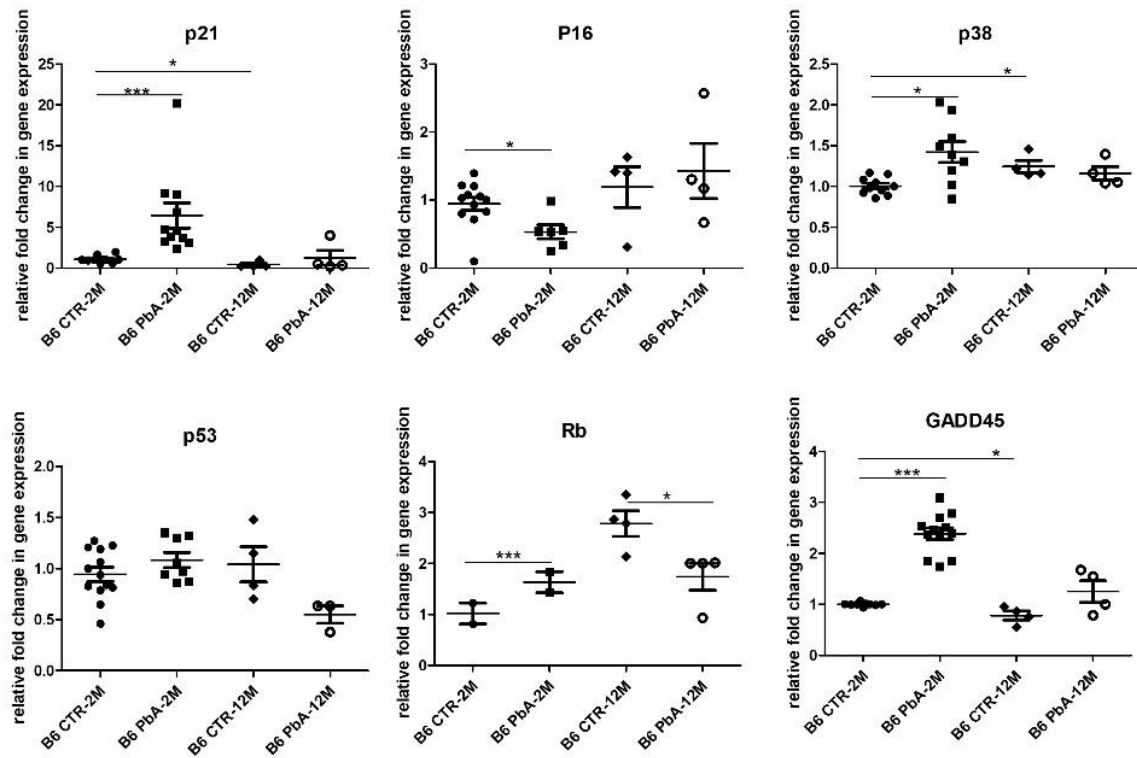 p21
relative fold change in gene expression
25
20
15
10
5
0
*
***
B6 CTR-2M
B6 PbA-2M
B6 CTR-12M
B6 PbA-12M
P16
relative fold change in gene expression
3
2
1
0
*
B6 CTR-2M
B6 PbA-2M
B6 CTR-12M
B6 PbA-12M
p38
relative fold change in gene expression
2.5
2.0
1.5
1.0
0.5
0.0
*
*
B6 CTR-2M
B6 PbA-2M
B6 CTR-12M
B6 PbA-12M
p53
relative fold change in gene expression
2.0
1.5
1.0
0.5
0.0
B6 CTR-2M
B6 PbA-2M
B6 CTR-12M
B6 PbA-12M
Rb
relative fold change in gene expression
4
3
2
1
0
***
*
B6 CTR-2M
B6 PbA-2M
B6 CTR-12M
B6 PbA-12M
GADD45
relative fold change in gene expression
4
3
2
1
0
*
***
B6 CTR-2M
B6 PbA-2M
B6 CTR-12M
B6 PbA-12M